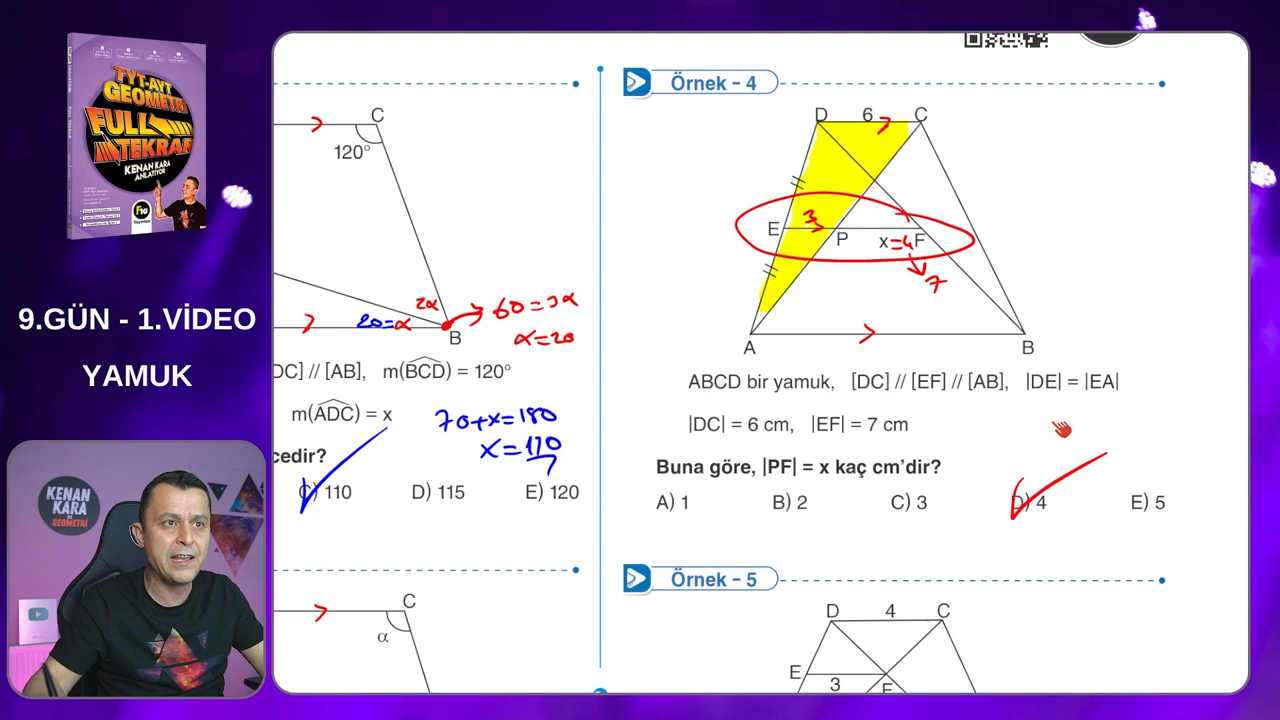 TYT-AYT
GEOMETRİ
FULL
TEKRAR
KENAN KARA
ANLATIYOR
9.GÜN - 1.VİDEO
YAMUK
KENAN
KARA
GEOMETRİ
C
120°
2α
60=3α
20=α
α=20
B
[DC] // [AB], m(BCD) = 120°
m(ADC) = x
70+x=180
x=110
cedir?
C) 110 D) 115 E) 120
C
α
Örnek - 4
D 6 C
E 3 P x=4 F
7
A B
ABCD bir yamuk, [DC] // [EF] // [AB], |DE| = |EA|
|DC| = 6 cm, |EF| = 7 cm
Buna göre, |PF| = x kaç cm'dir?
A) 1 B) 2 C) 3 D) 4 E) 5
Örnek - 5
D 4 C
E
3 F